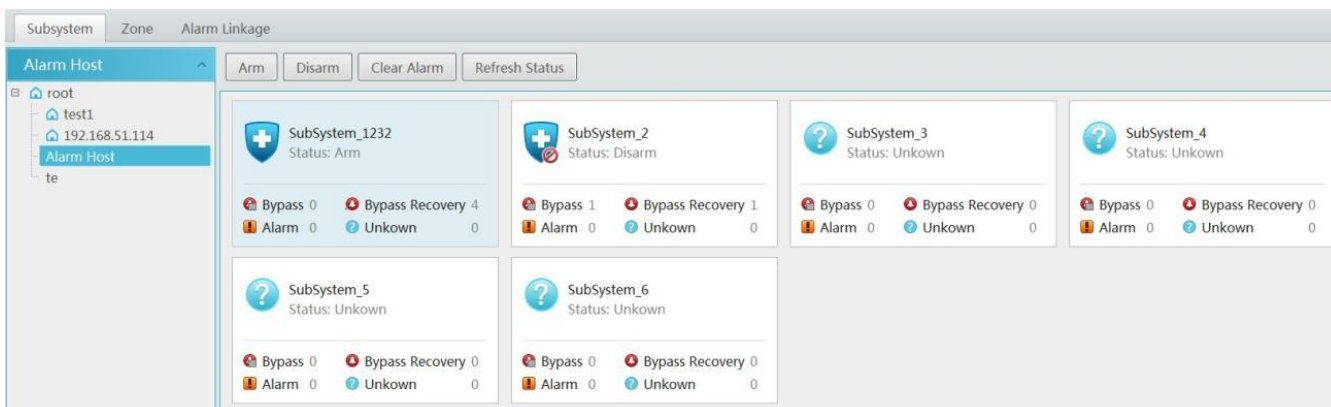 Subsystem Zone Alarm Linkage
Alarm Host
Arm Disarm Clear Alarm Refresh Status
root
test1
192.168.51.114
Alarm Host
te
SubSystem_1232
Status: Arm
Bypass 0 Bypass Recovery 4
Alarm 0 Unkown 0
SubSystem_2
Status: Disarm
Bypass 1 Bypass Recovery 1
Alarm 0 Unkown 0
SubSystem_3
Status: Unkown
Bypass 0 Bypass Recovery 0
Alarm 0 Unkown 0
SubSystem_4
Status: Unkown
Bypass 0 Bypass Recovery 0
Alarm 0 Unkown 0
SubSystem_5
Status: Unkown
Bypass 0 Bypass Recovery 0
Alarm 0 Unkown 0
SubSystem_6
Status: Unkown
Bypass 0 Bypass Recovery 0
Alarm 0 Unkown 0